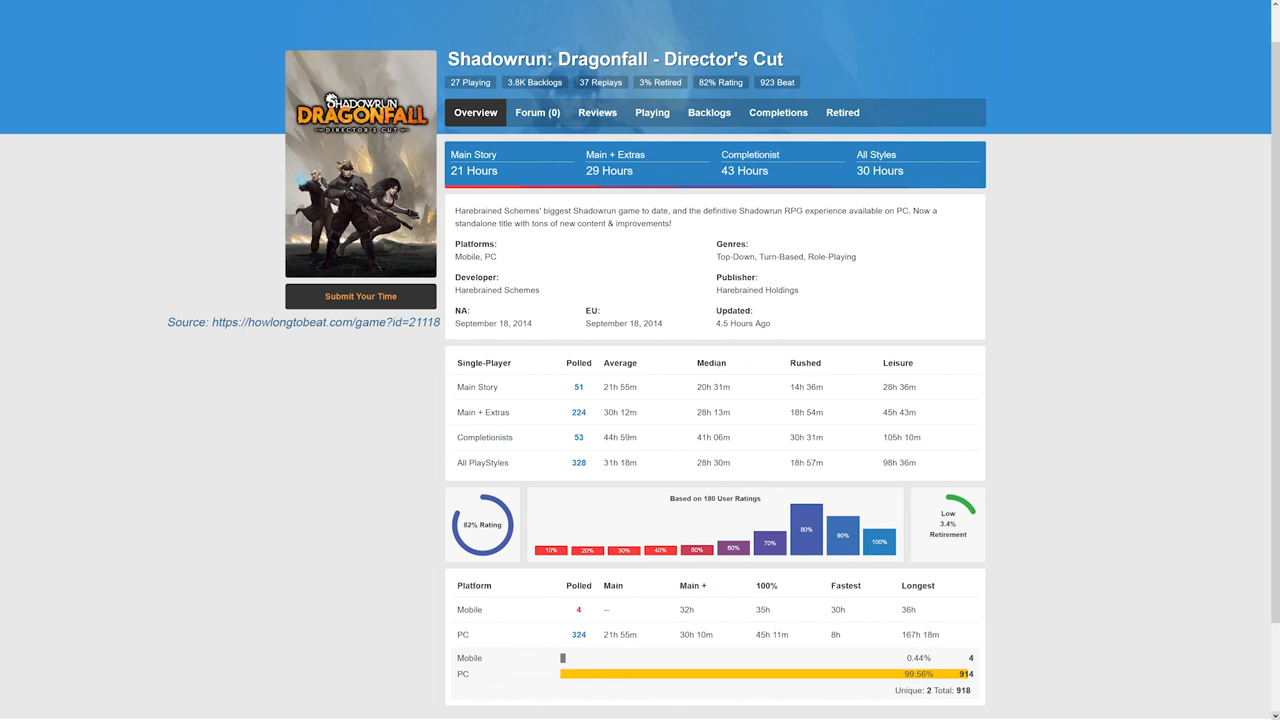 Shadowrun: Dragonfall - Director's Cut
27 Playing 3.8K Backlogs 37 Replays 3% Retired 82% Rating 923 Beat
SHADOWRUN
DRAGONFALL
DIRECTOR'S CUT
Overview Forum (0) Reviews Playing Backlogs Completions Retired
Main Story Main + Extras Completionist All Styles
21 Hours 29 Hours 43 Hours 30 Hours
Harebrained Schemes' biggest Shadowrun game to date, and the definitive Shadowrun RPG experience available on PC. Now a
standalone title with tons of new content & improvements!
Platforms: Genres:
Mobile, PC Top-Down, Turn-Based, Role-Playing
Developer: Publisher:
Harebrained Schemes Harebrained Holdings
Submit Your Time
NA: EU: Updated:
September 18, 2014 September 18, 2014 4.5 Hours Ago
Source: https://howlongtobeat.com/game?id=21118
Single-Player Polled Average Median Rushed Leisure
Main Story 51 21h 55m 20h 31m 14h 36m 28h 36m
Main + Extras 224 30h 12m 28h 13m 18h 54m 45h 43m
Completionists 53 44h 59m 41h 06m 30h 31m 105h 10m
All PlayStyles 328 31h 18m 28h 30m 18h 57m 98h 36m
82% Rating
Based on 180 User Ratings
10% 20% 30% 40% 50% 60% 70% 80% 90% 100%
Low
3.4%
Retirement
Platform Polled Main Main + 100% Fastest Longest
Mobile 4 -- 32h 35h 30h 36h
PC 324 21h 55m 30h 10m 45h 11m 8h 167h 18m
Mobile 0.44% 4
PC 99.56% 914
Unique: 2 Total: 918